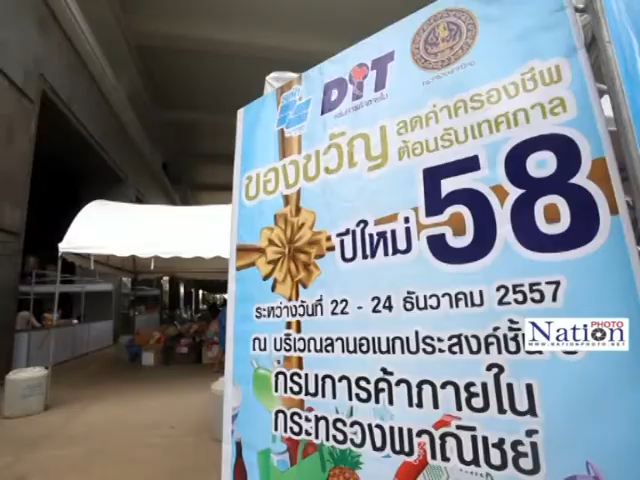 DIT
กรมการค้าภายใน
ของขวัญ ลดค่าครองชีพ
ต้อนรับเทศกาล
ปีใหม่ 58
ระหว่างวันที่ 22 - 24 ธันวาคม 2557
ณ บริเวณลานอเนกประสงค์ชั้น
กรมการค้าภายใน
กระทรวงพาณิชย์
Nation PHOTO
WWW.NATIONPHOTO.NET